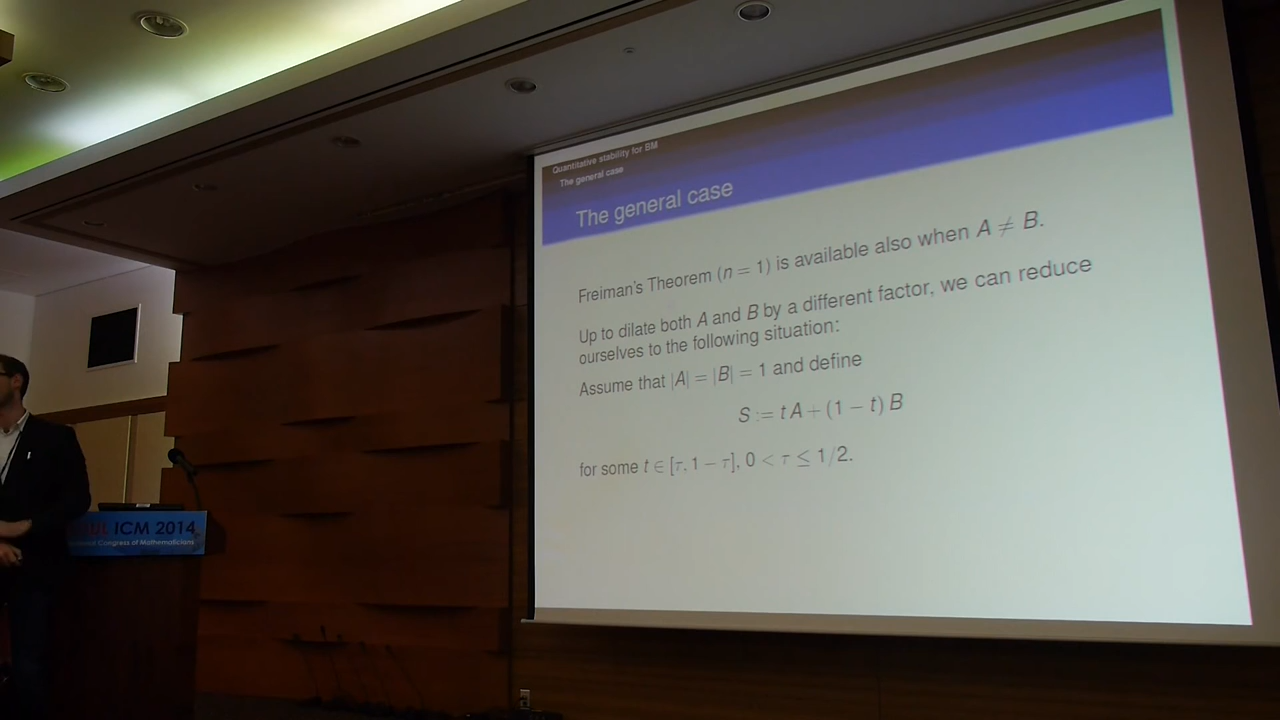 Quantitative stability for BM
The general case
The general case
Freiman's Theorem (n = 1) is available also when A ≠ B.
Up to dilate both A and B by a different factor, we can reduce
ourselves to the following situation:
Assume that |A| = |B| = 1 and define
S := t A + (1 − t) B
for some t ∈ [τ, 1 − τ], 0 < τ ≤ 1/2.
ICM 2014
Congress of Mathematicians